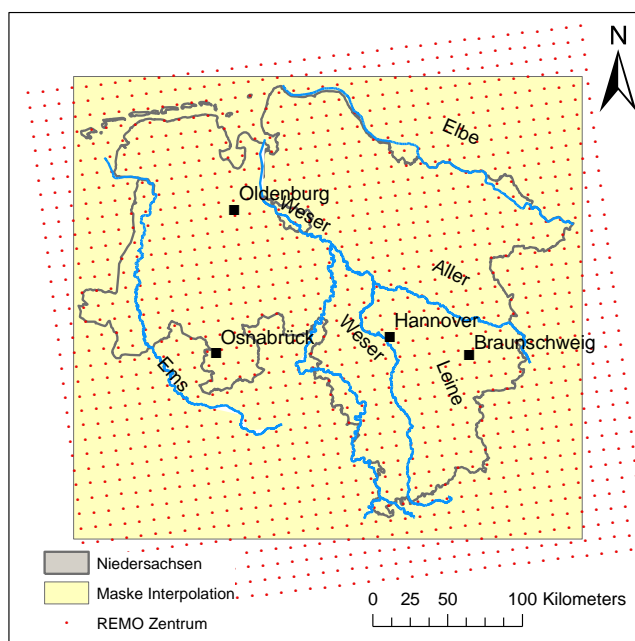 N
Elbe
Oldenburg
Weser
Aller
Hannover
Weser
Osnabrück
Braunschweig
Ems
Leine
Niedersachsen
Maske Interpolation
REMO Zentrum
0 25 50 100 Kilometers